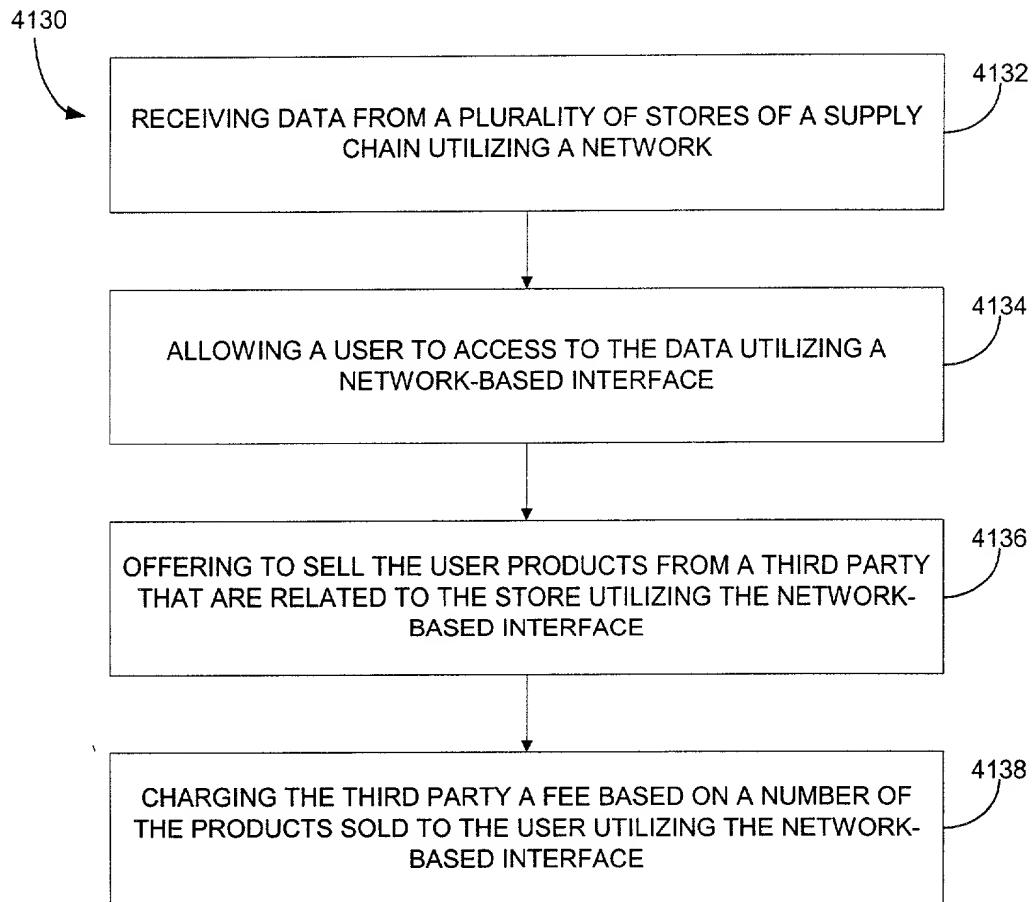 4130
4132
RECEIVING DATA FROM A PLURALITY OF STORES OF A SUPPLY
CHAIN UTILIZING A NETWORK
4134
ALLOWING A USER TO ACCESS TO THE DATA UTILIZING A
NETWORK-BASED INTERFACE
4136
OFFERING TO SELL THE USER PRODUCTS FROM A THIRD PARTY
THAT ARE RELATED TO THE STORE UTILIZING THE NETWORK-
BASED INTERFACE
4138
CHARGING THE THIRD PARTY A FEE BASED ON A NUMBER OF
THE PRODUCTS SOLD TO THE USER UTILIZING THE NETWORK-
BASED INTERFACE